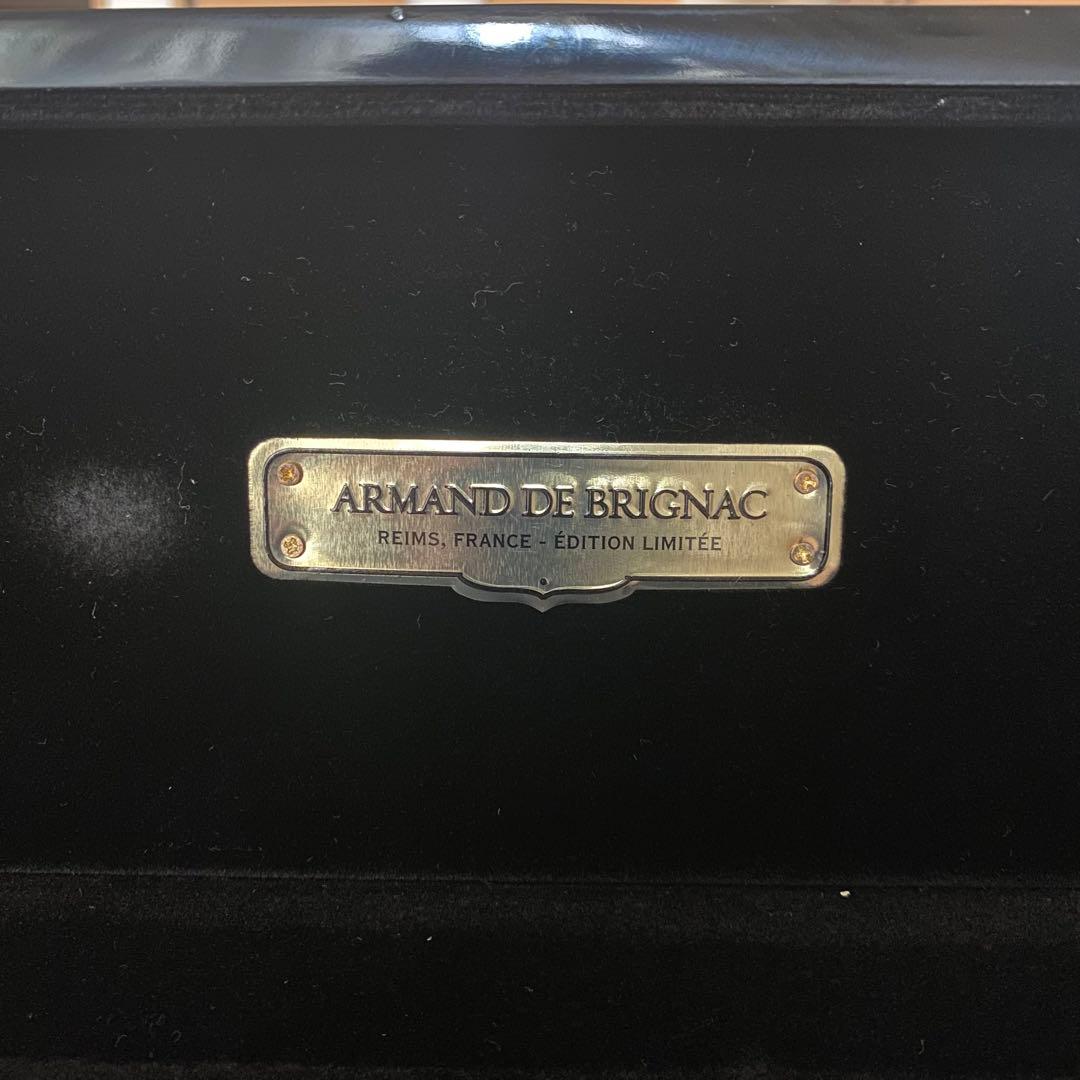 ARMAND DE BRIGNAC
REIMS, FRANCE - ÉDITION LIMITÉE